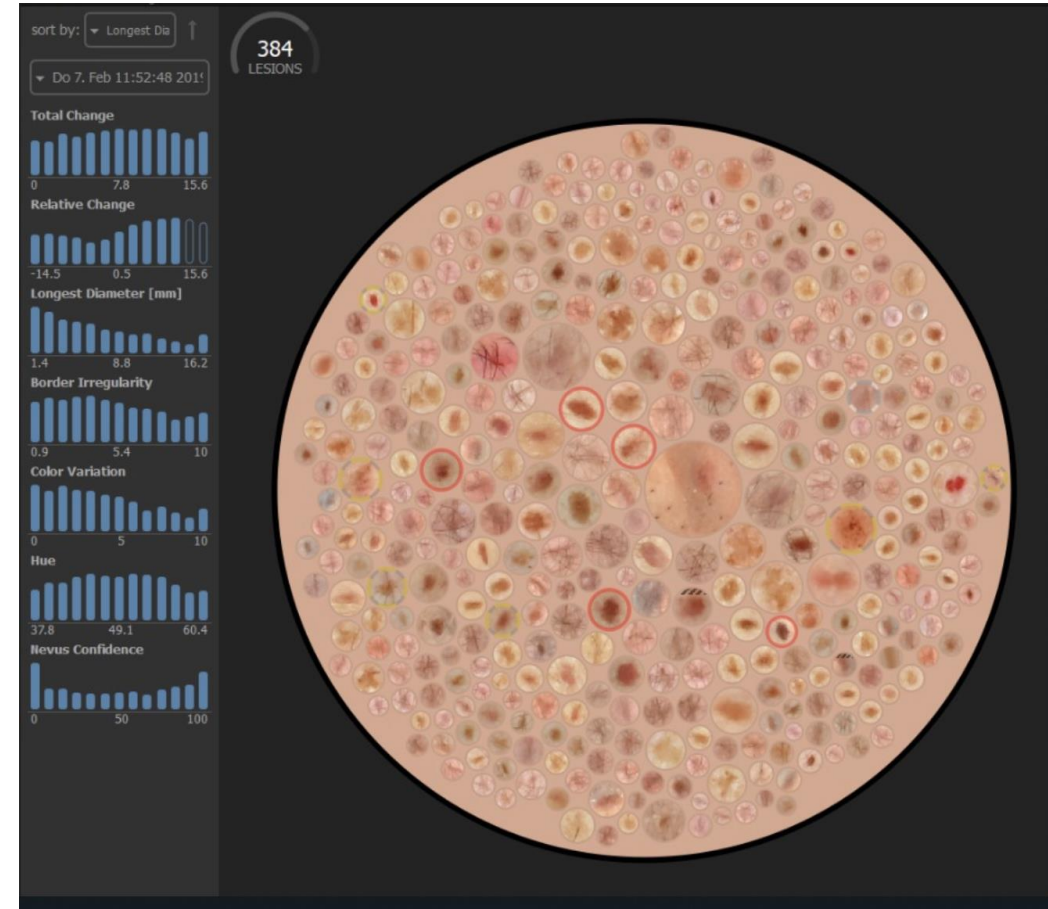 sort by: Longest Dia
384
LESIONS
Do 7. Feb 11:52:48 2019
Total Change
0 7.8 15.6
Relative Change
-14.5 0.5 15.6
Longest Diameter [mm]
1.4 8.8 16.2
Border Irregularity
0.9 5.4 10
Color Variation
0 5 10
Hue
37.8 49.1 60.4
Nevus Confidence
0 50 100